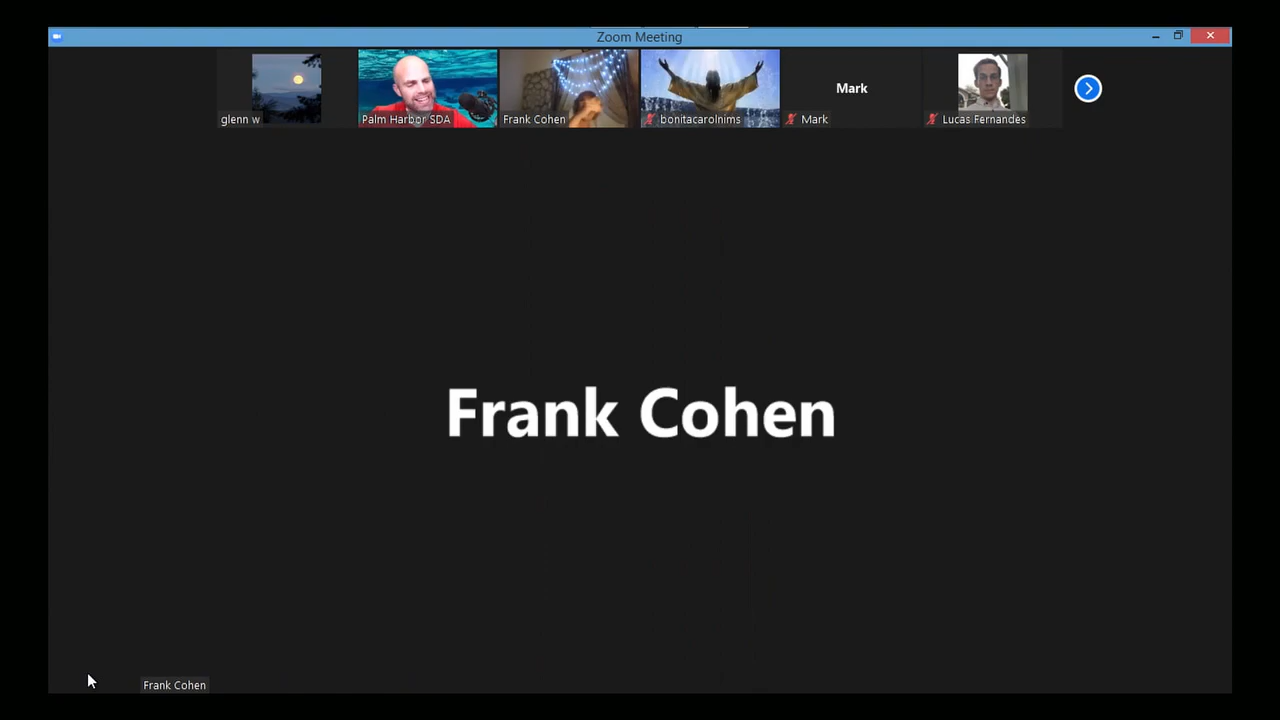 Zoom Meeting
glenn w
Palm Harbor SDA
Frank Cohen
bonitacarolnims
Mark
Mark
Lucas Fernandes
Frank Cohen
Frank Cohen